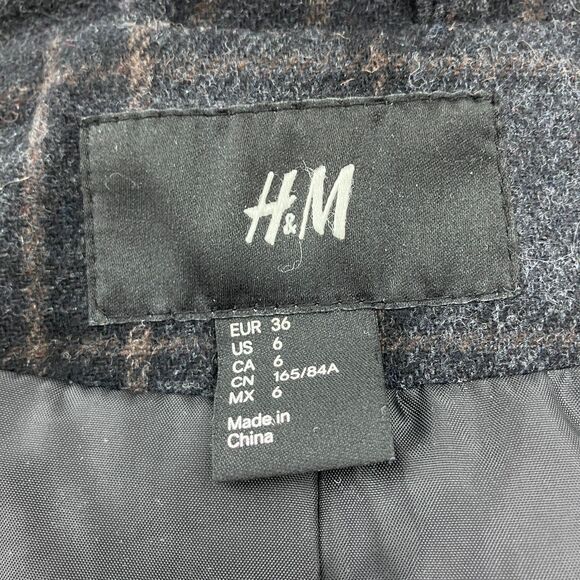 H&M
EUR 36
US 6
CA 6
CN 165/84A
MX 6
Made in
China